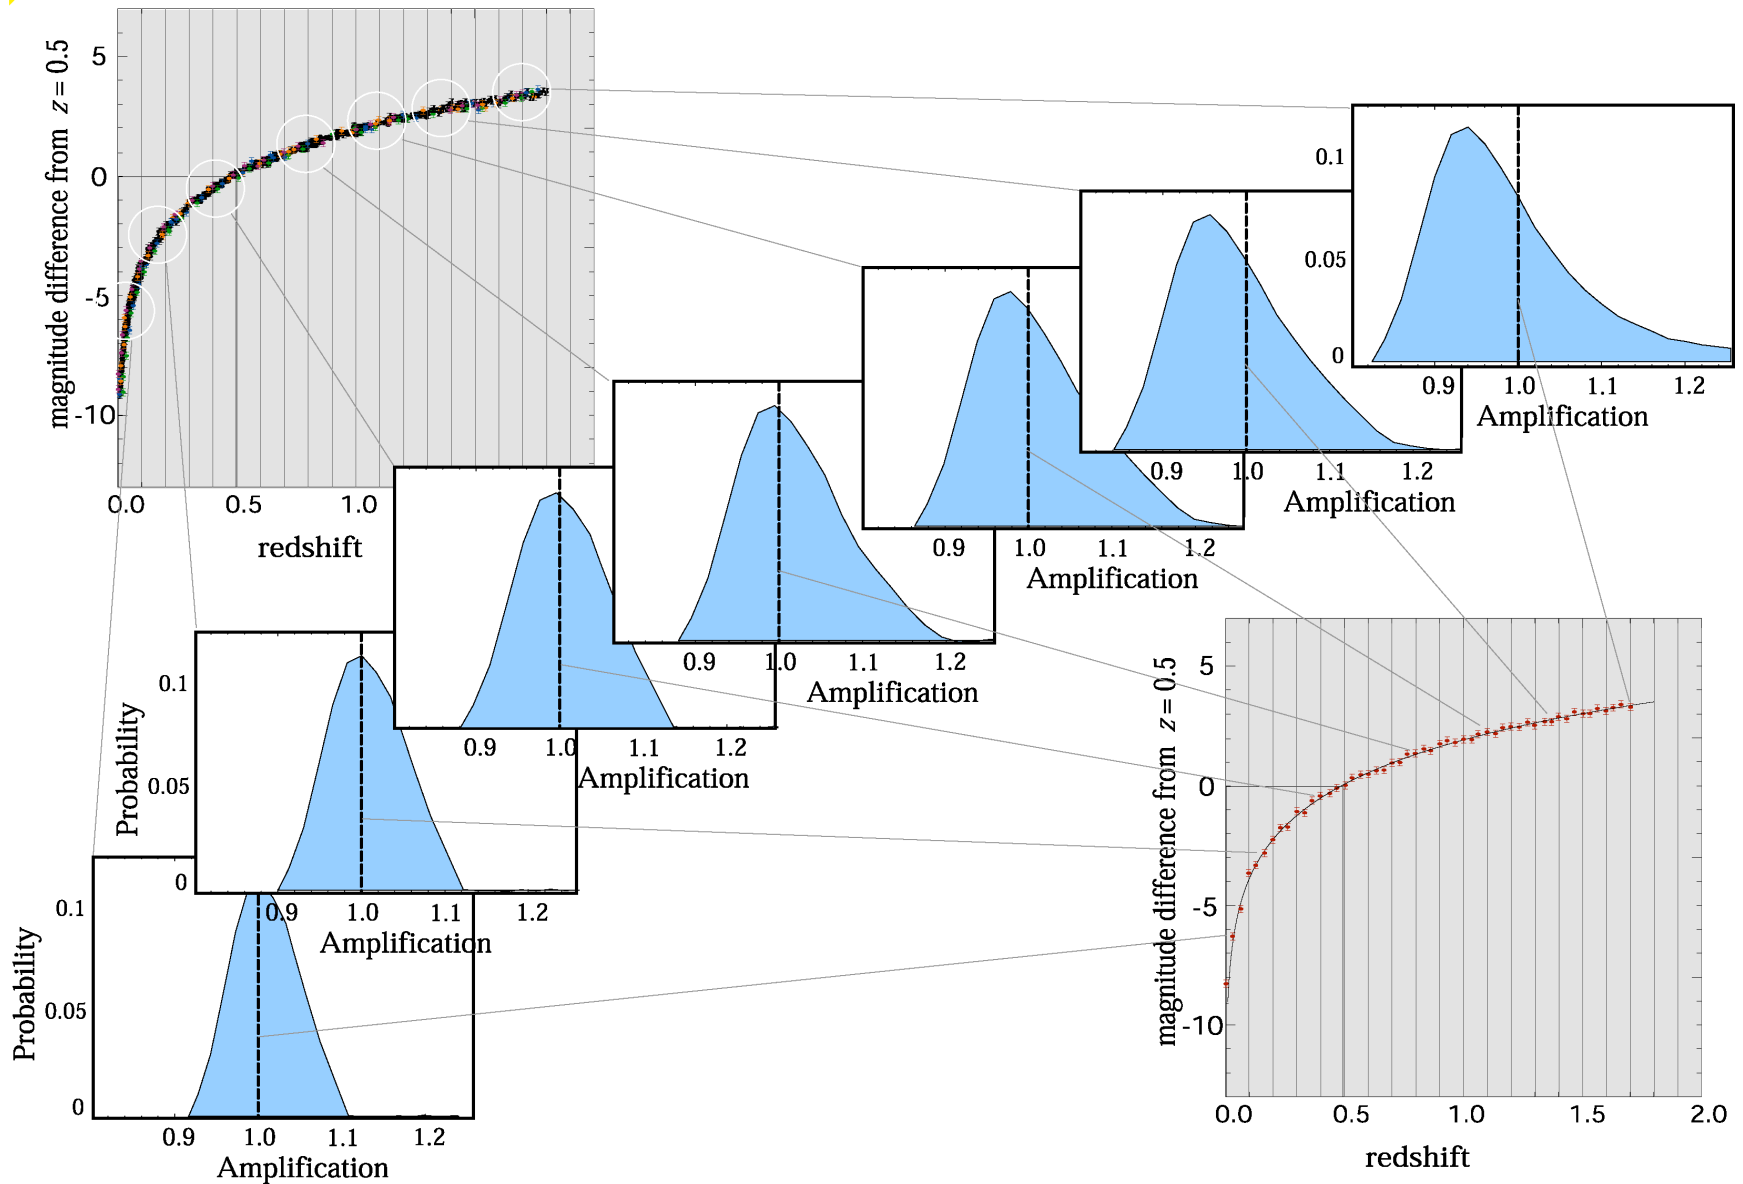 magnitude difference from z = 0.5
5
0
-5
-10
0.0 0.5 1.0
redshift
0.1
0.05
0
0.9 1.0 1.1 1.2
Amplification
0.9 1.0 1.1 1.2
Amplification
0.9 1.0 1.1 1.2
Amplification
0.9 1.0 1.1 1.2
Amplification
0.9 1.0 1.1 1.2
Amplification
Probability
0.1
0.05
0
0.9 1.0 1.1 1.2
Amplification
Probability
0.1
0.05
0
0.9 1.0 1.1 1.2
Amplification
magnitude difference from z = 0.5
5
0
-5
-10
0.0 0.5 1.0 1.5 2.0
redshift